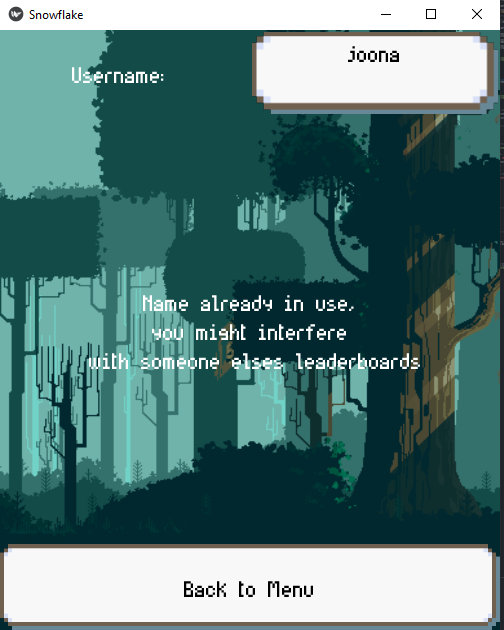 Snowflake
joona
Username:
Name already in use,
you might interfere
with someone elses leaderboards
Back to Menu